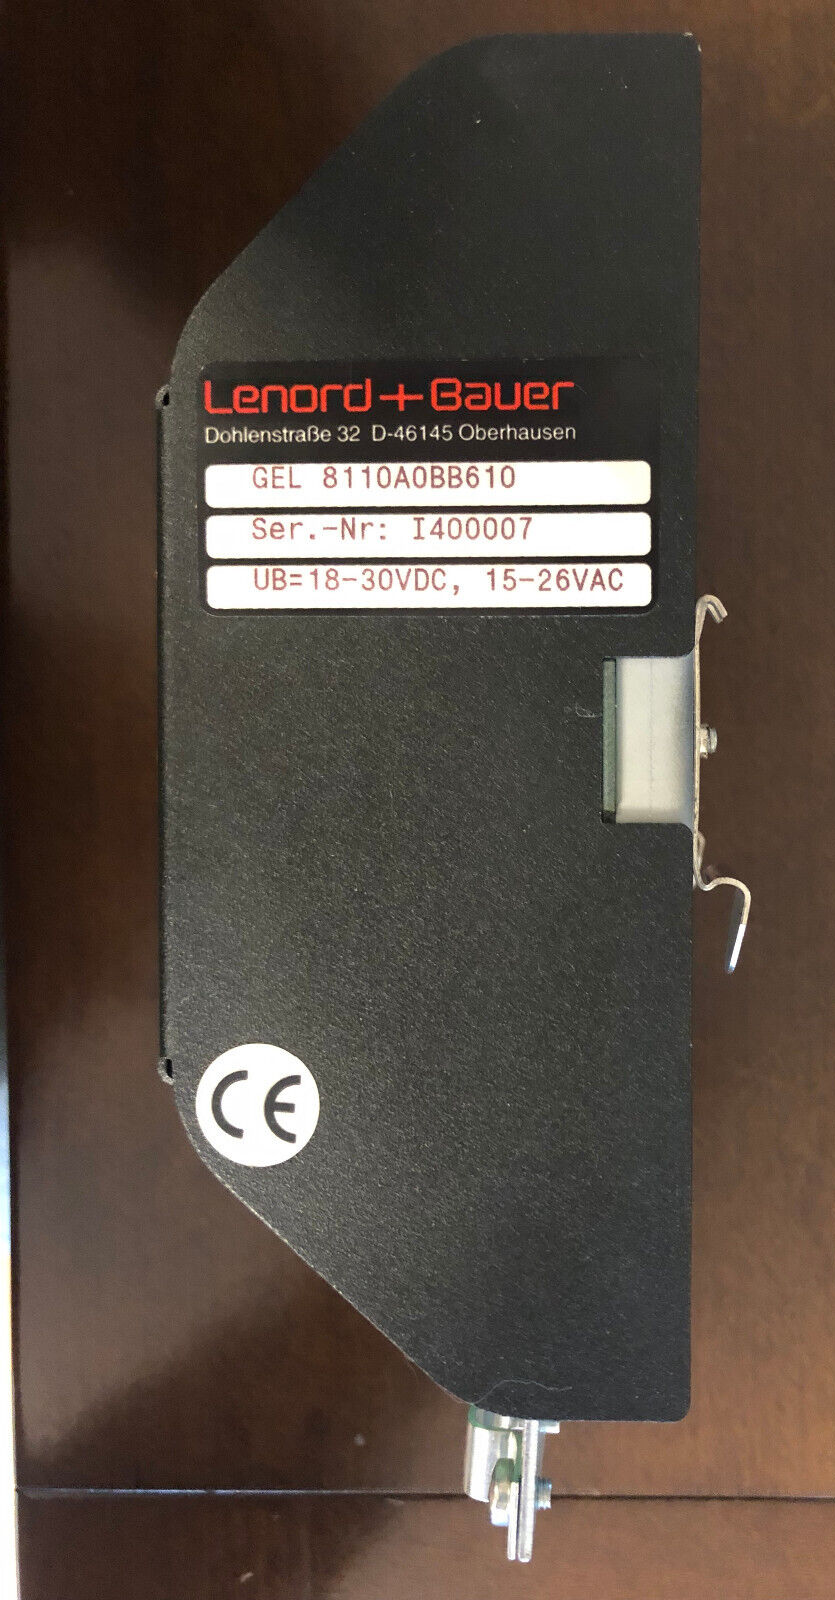 Lenord + Bauer
Dohlenstraße 32 D-46145 Oberhausen
GEL 8110A0BB610
Ser.-Nr: I400007
UB=18-30VDC, 15-26VAC
CE